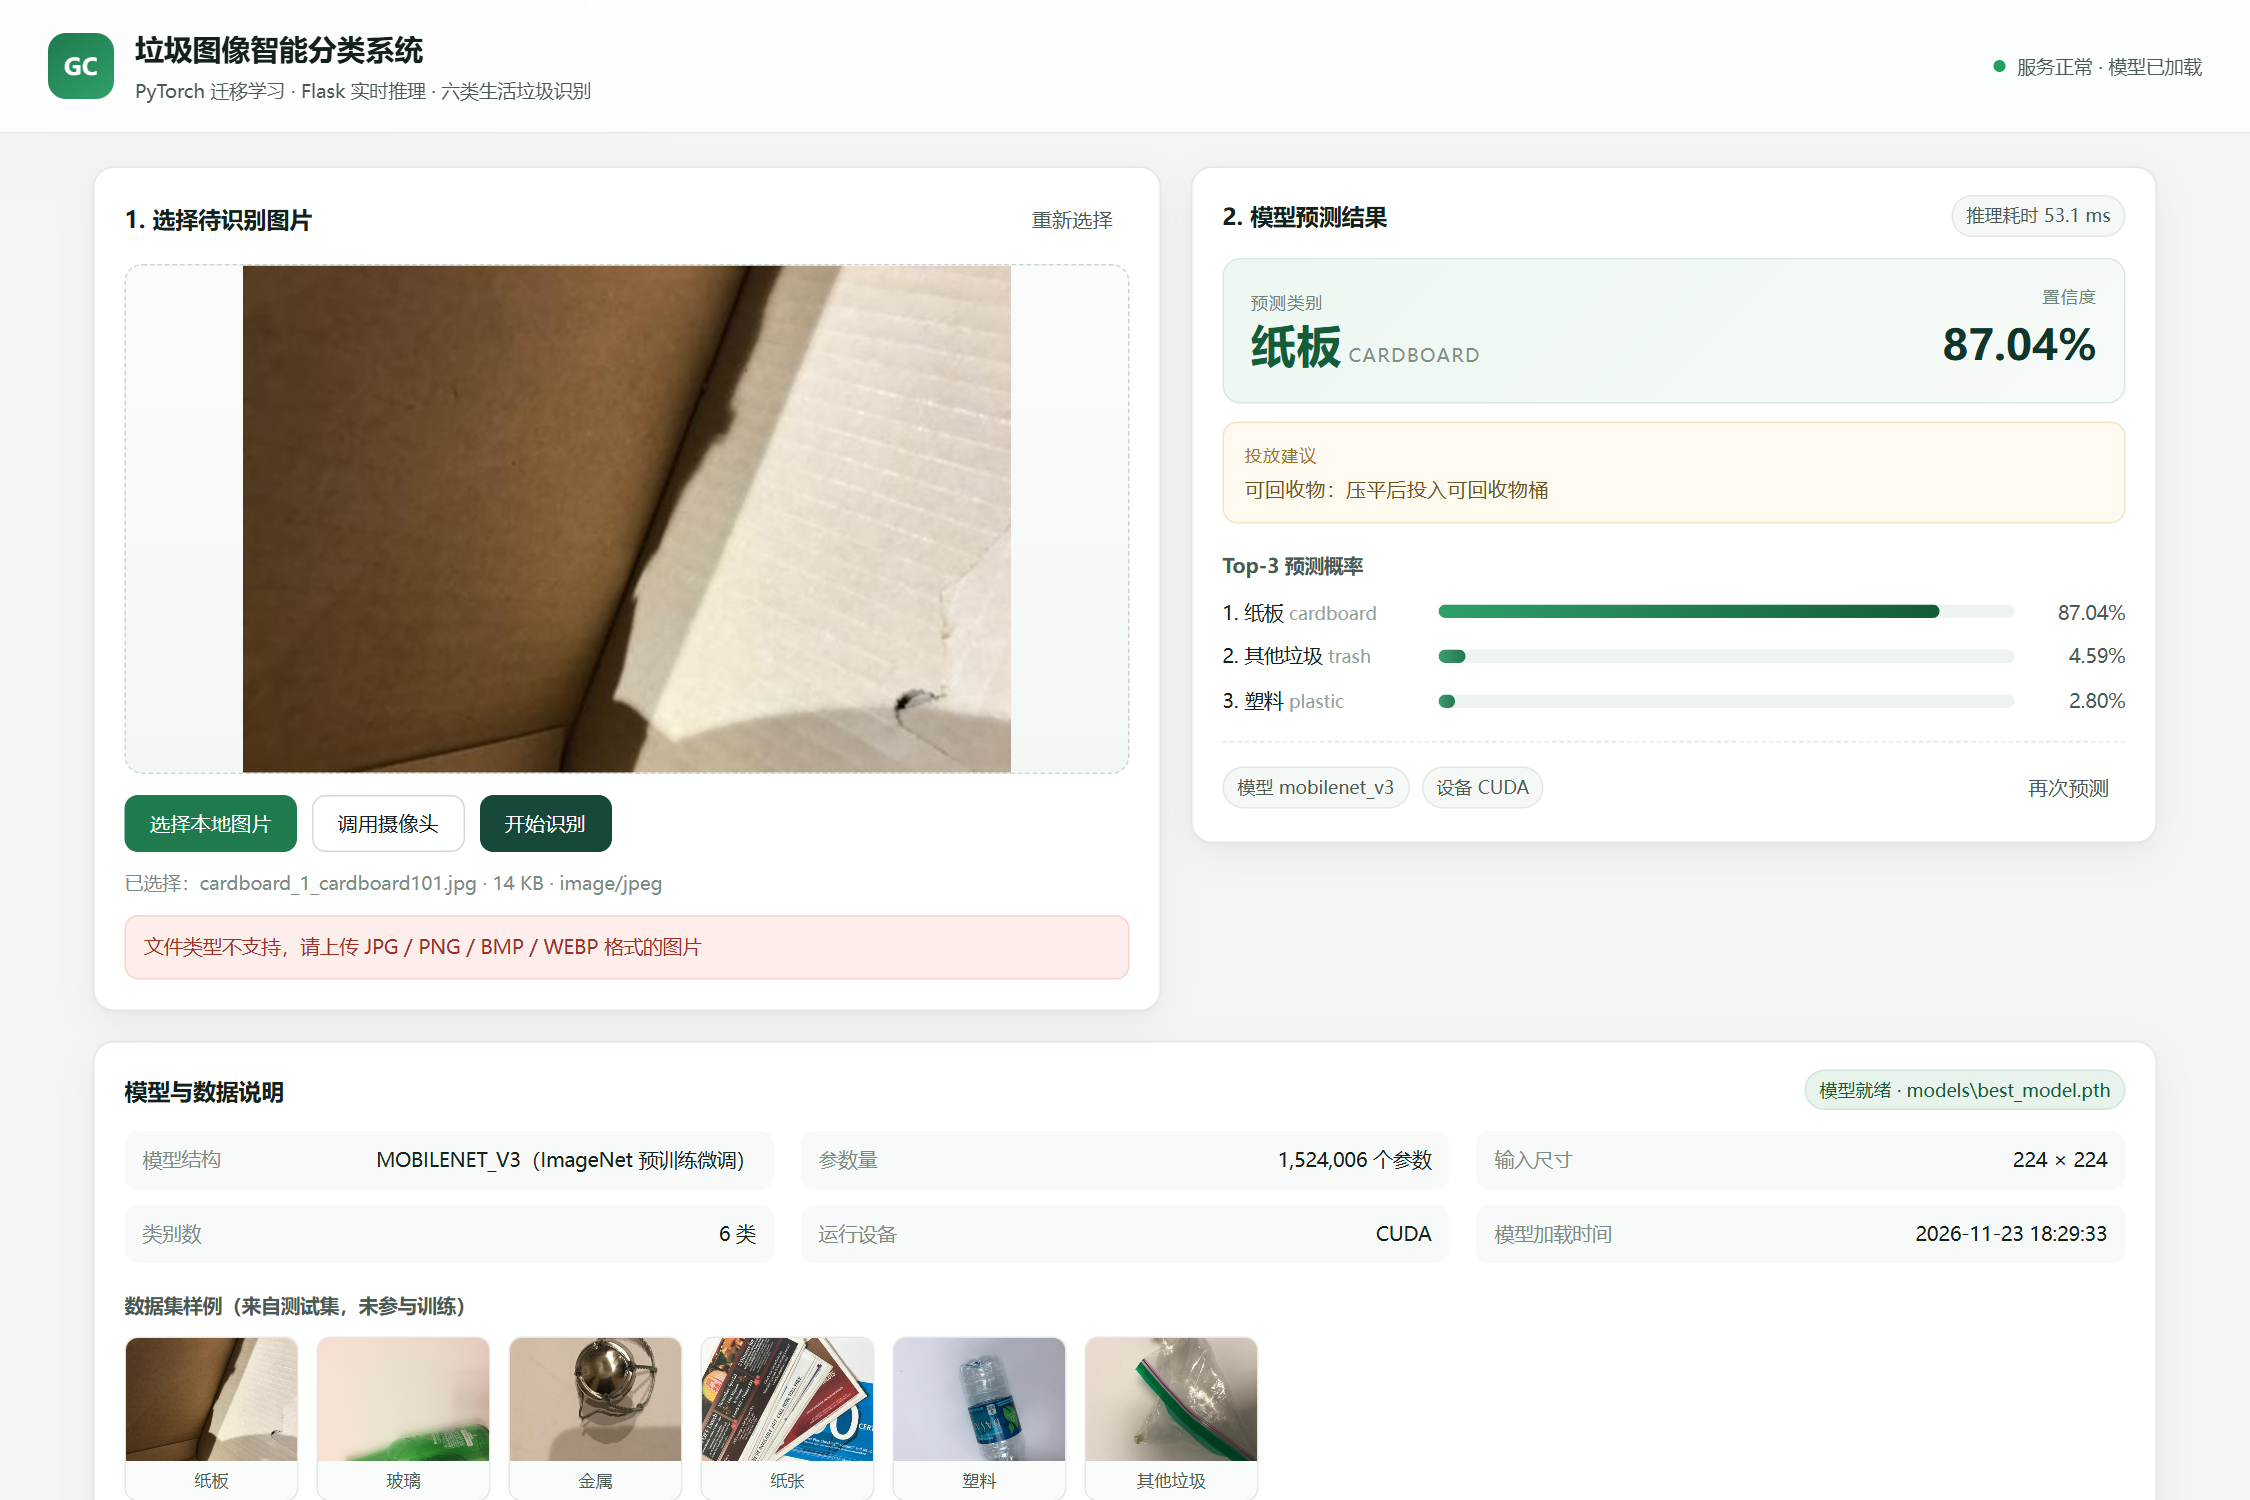 GC
垃圾图像智能分类系统
PyTorch 迁移学习 · Flask 实时推理 · 六类生活垃圾识别
服务正常 · 模型已加载
1. 选择待识别图片
重新选择
选择本地图片
调用摄像头
开始识别
已选择：cardboard_1_cardboard101.jpg · 14 KB · image/jpeg
文件类型不支持，请上传 JPG / PNG / BMP / WEBP 格式的图片
2. 模型预测结果
推理耗时 53.1 ms
预测类别
纸板 CARDBOARD
置信度
87.04%
投放建议
可回收物：压平后投入可回收物桶
Top-3 预测概率
1. 纸板 cardboard 87.04%
2. 其他垃圾 trash 4.59%
3. 塑料 plastic 2.80%
模型 mobilenet_v3
设备 CUDA
再次预测
模型与数据说明
模型就绪 · models\best_model.pth
模型结构 MOBILENET_V3（ImageNet 预训练微调）
参数量 1,524,006 个参数
输入尺寸 224 × 224
类别数 6 类
运行设备 CUDA
模型加载时间 2026-11-23 18:29:33
数据集样例（来自测试集，未参与训练）
纸板
玻璃
金属
纸张
塑料
其他垃圾